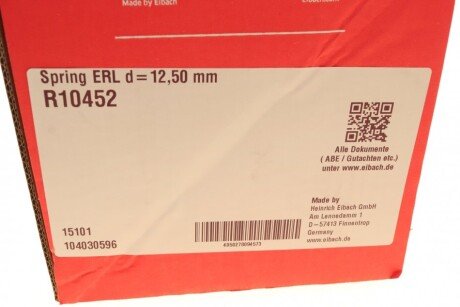 Made by Eibach
Spring ERL d=12,50 mm
R10452
Alle Dokumente
( ABE / Gutachten etc.)
unter www.eibach.de
Made by
Heinrich Eibach GmbH
Am Lennedamm 1
D-57413 Finnentrop
Germany
www.eibach.de
15101
104030596